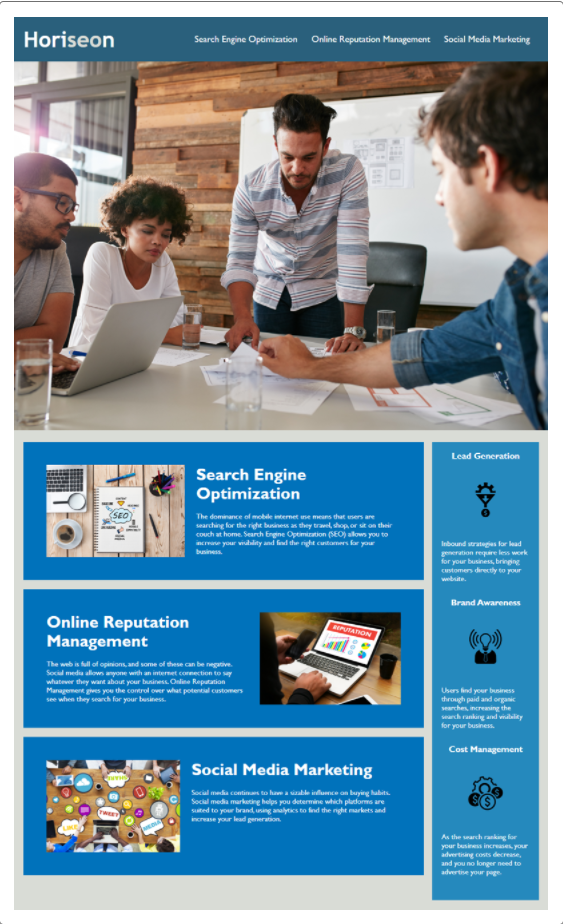 Horiseon
Search Engine Optimization Online Reputation Management Social Media Marketing
Search Engine
Optimization
The dominance of mobile internet use means that users are
searching for the right business as they travel, shop, or sit on their
couch at home. Search Engine Optimization (SEO) allows you to
increase your visibility and find the right customers for your
business.
SEO
Online Reputation
Management
The web is full of opinions, and some of these can be negative.
Social media allows anyone with an internet connection to say
whatever they want about your business. Online Reputation
Management gives you the control over what potential customers
see when they search for your business.
REPUTATION
Social Media Marketing
Social media continues to have a sizable influence on buying habits.
Social media marketing helps you determine which platforms are
suited to your brand, using analytics to find the right markets and
increase your lead generation.
SHARE
TWEET
LIKE
MEDIA
Lead Generation
Inbound strategies for lead
generation require less work
for your business, bringing
customers directly to your
website.
Brand Awareness
Users find your business
through paid and organic
searches, increasing the
search ranking and visibility
for your business.
Cost Management
As the search ranking for
your business increases, your
advertising costs decrease,
and you no longer need to
advertise your page.